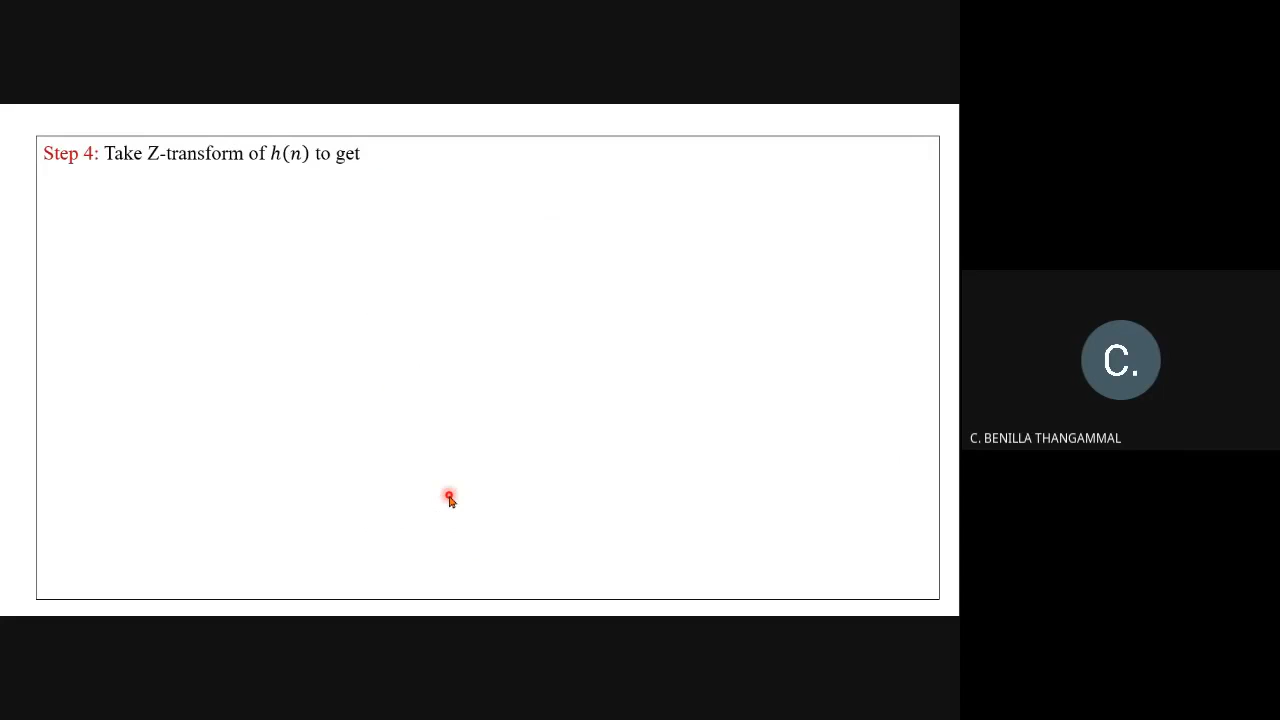 Step 4: Take Z-transform of h(n) to get
C.
C. BENILLA THANGAMMAL